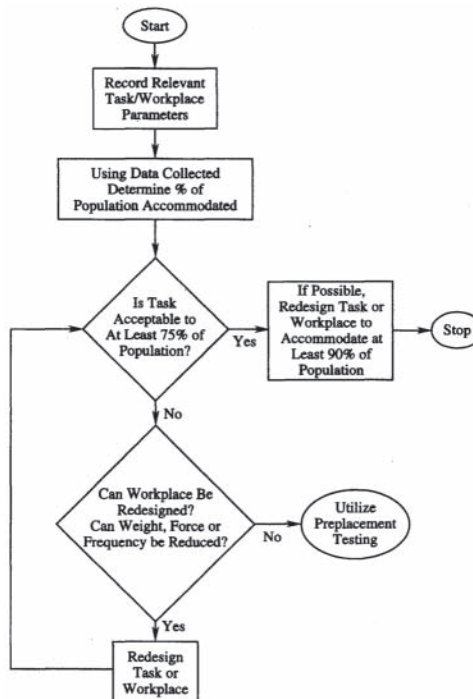 Start
Record Relevant
Task/Workplace
Parameters
Using Data Collected
Determine % of
Population Accommodated
Is Task
Acceptable to
At Least 75% of
Population?
Yes
If Possible,
Redesign Task or
Workplace to
Accommodate at
Least 90% of
Population
Stop
No
Can Workplace Be
Redesigned?
Can Weight, Force or
Frequency be Reduced?
No
Utilize
Preplacement
Testing
Yes
Redesign
Task or
Workplace